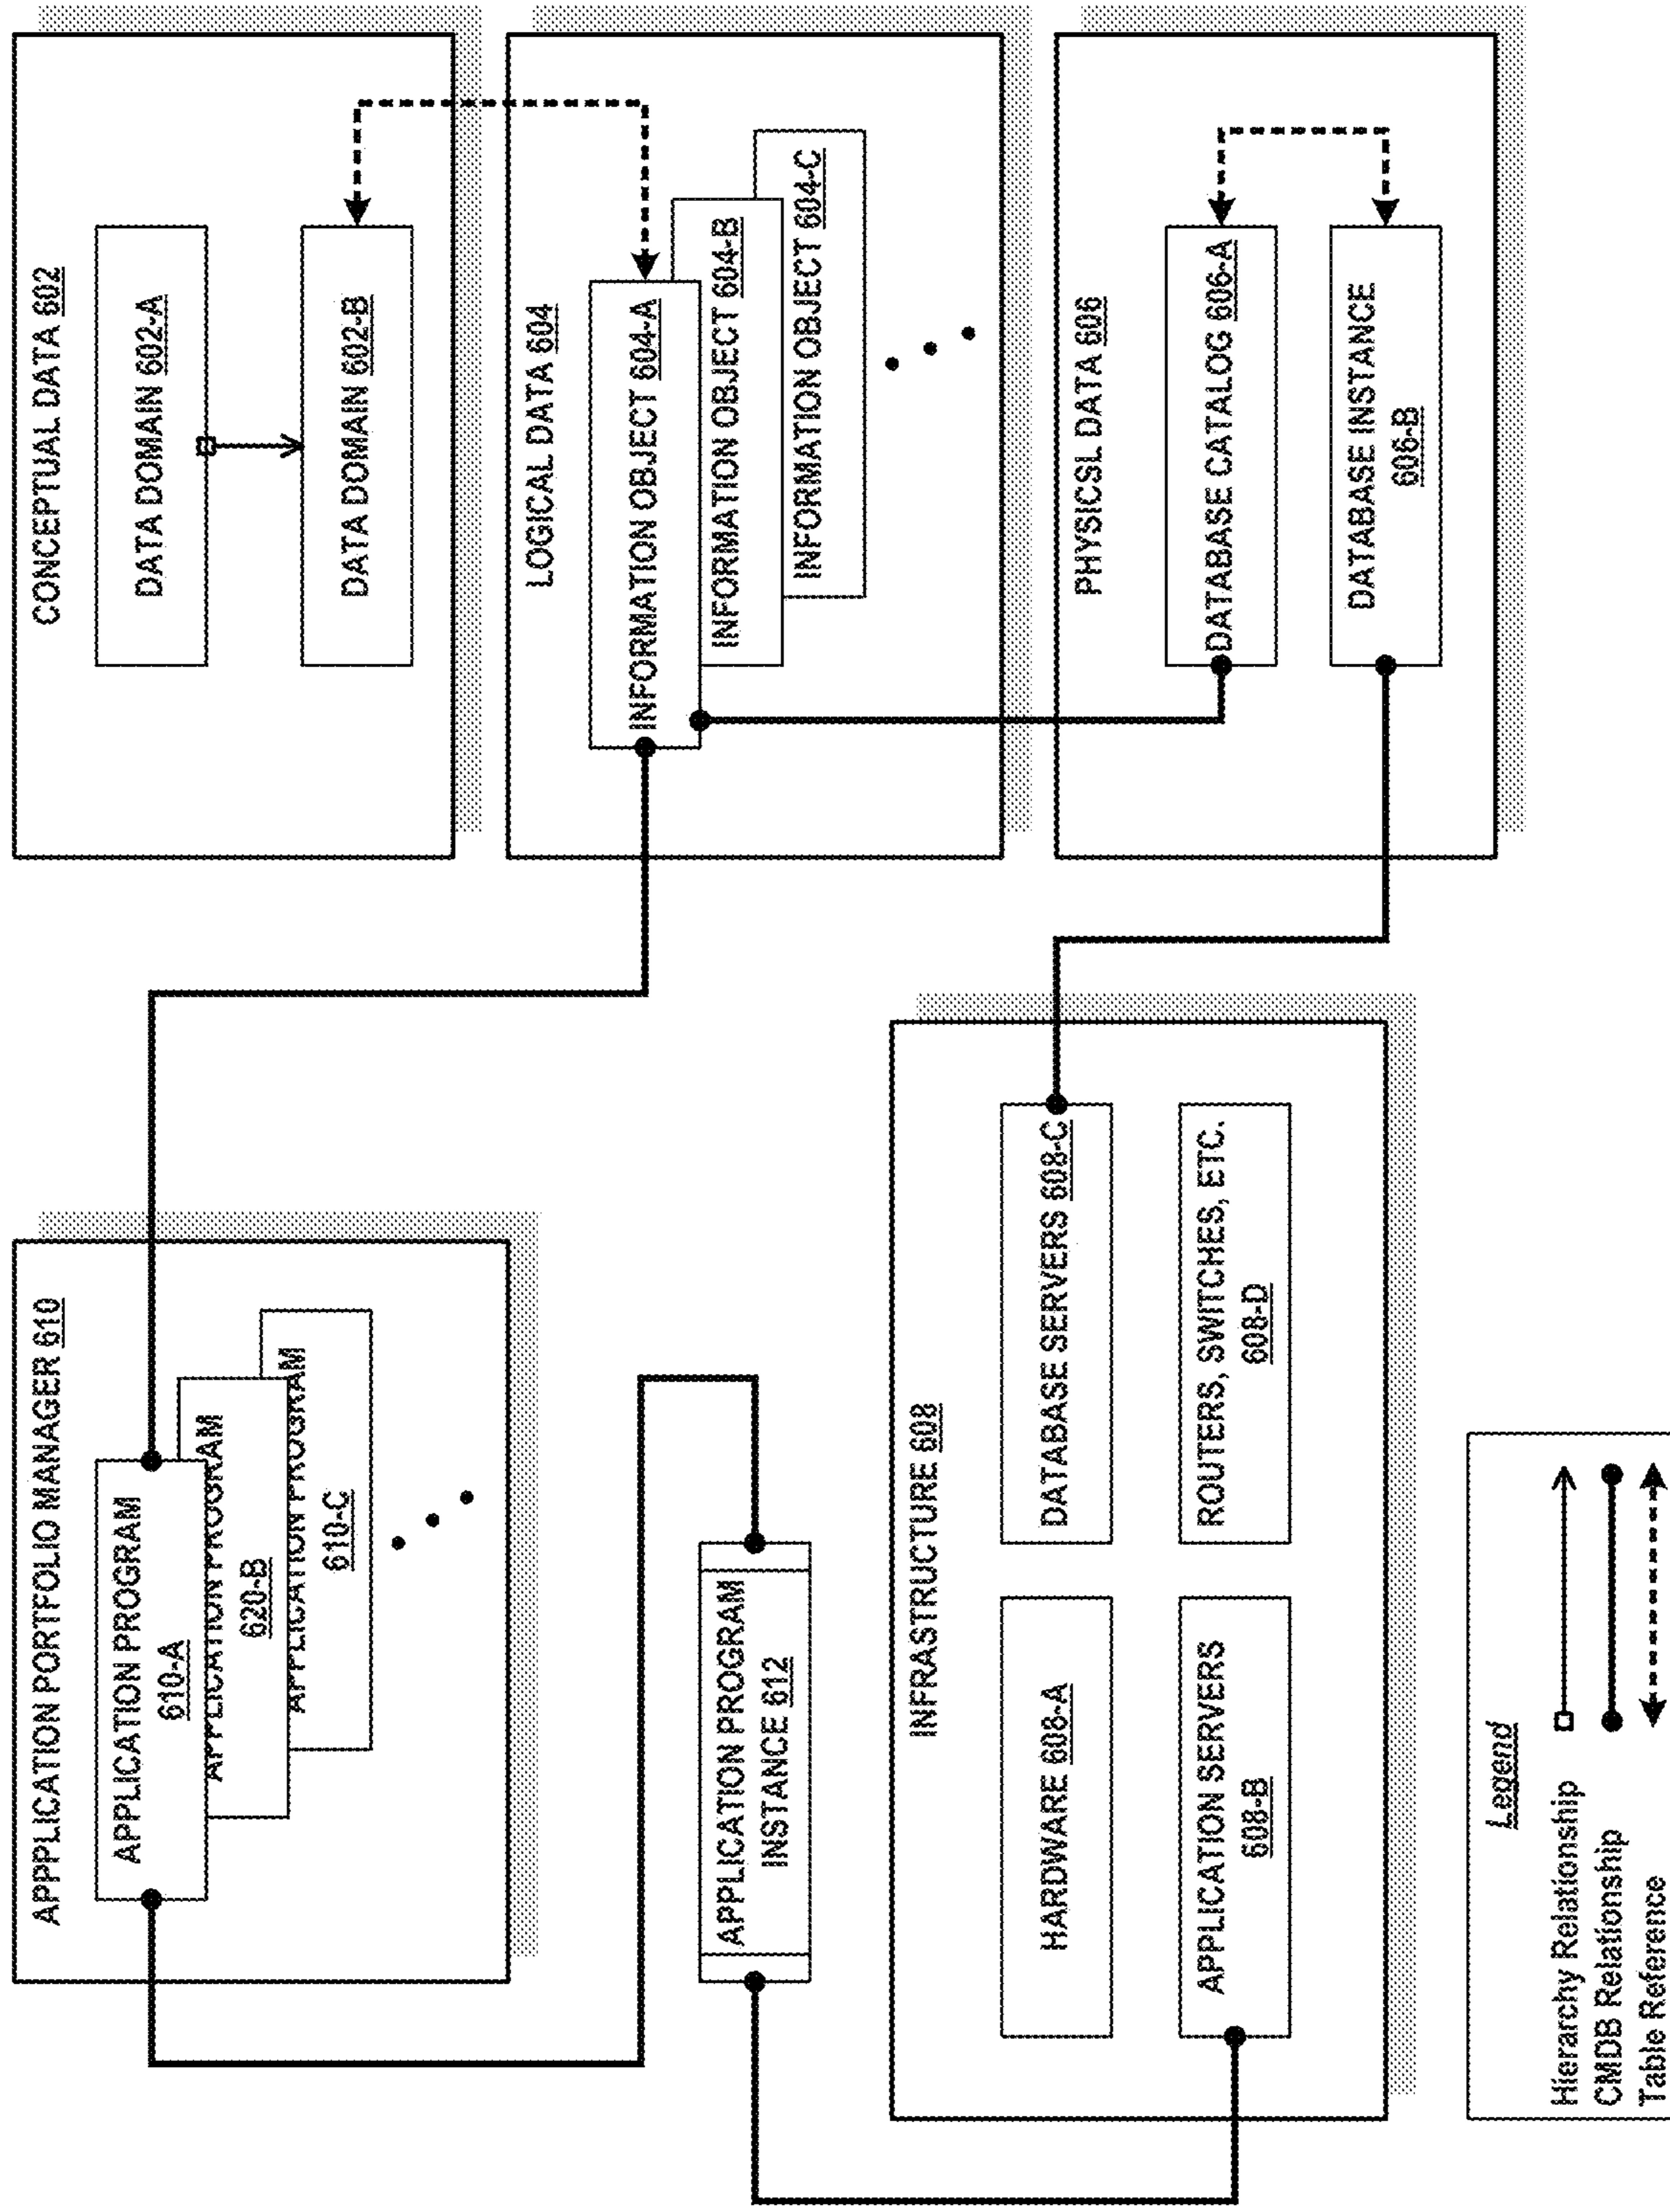 APPLICATION PORTFOLIO MANAGER 610
APPLICATION PROGRAM
610-A
APPLICATION PROGRAM
620-B
APPLICATION PROGRAM
610-C
APPLICATION PROGRAM
INSTANCE 612
INFRASTRUCTURE 608
HARDWARE 608-A
DATABASE SERVERS 608-C
APPLICATION SERVERS
608-B
ROUTERS, SWITCHES, ETC.
608-D
CONCEPTUAL DATA 602
DATA DOMAIN 602-A
DATA DOMAIN 602-B
LOGICAL DATA 604
INFORMATION OBJECT 604-A
INFORMATION OBJECT 604-B
INFORMATION OBJECT 604-C
PHYSICSL DATA 606
DATABASE CATALOG 606-A
DATABASE INSTANCE
606-B
Legend
Hierarchy Relationship
CMDB Relationship
Table Reference